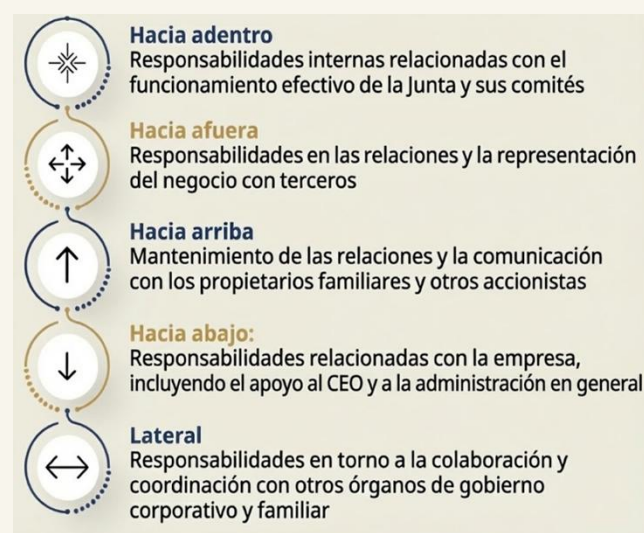 Hacia adentro
Responsabilidades internas relacionadas con el
funcionamiento efectivo de la Junta y sus comités
Hacia afuera
Responsabilidades en las relaciones y la representación
del negocio con terceros
Hacia arriba
Mantenimiento de las relaciones y la comunicación
con los propietarios familiares y otros accionistas
Hacia abajo:
Responsabilidades relacionadas con la empresa,
incluyendo el apoyo al CEO y a la administración en general
Lateral
Responsabilidades en torno a la colaboración y
coordinación con otros órganos de gobierno
corporativo y familiar